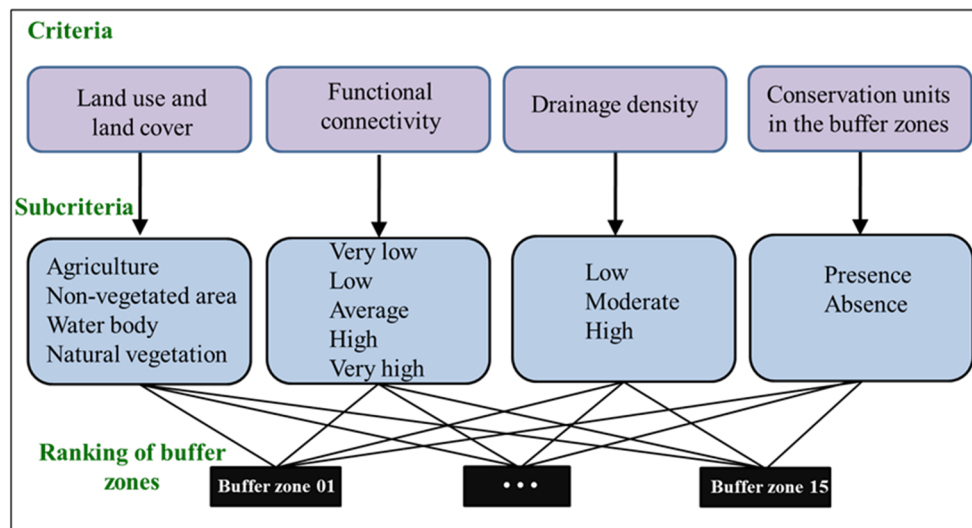 Criteria
Land use and
land cover
Functional
connectivity
Drainage density
Conservation units
in the buffer zones
Subcriteria
Agriculture
Non-vegetated area
Water body
Natural vegetation
Very low
Low
Average
High
Very high
Low
Moderate
High
Presence
Absence
Ranking of buffer
zones
Buffer zone 01
• • •
Buffer zone 15